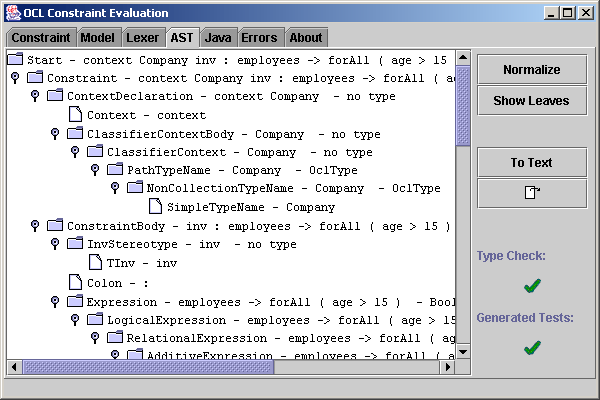 OCL Constraint Evaluation
Constraint Model Lexer AST Java Errors About
Start - context Company inv : employees -> forAll ( age > 15
Constraint - context Company inv : employees -> forAll ( a
ContextDeclaration - context Company  - no type
Context - context
ClassifierContextBody - Company  - no type
ClassifierContext - Company  - no type
PathTypeName - Company  - OclType
NonCollectionTypeName - Company  - OclType
SimpleTypeName - Company
ConstraintBody - inv : employees -> forAll ( age > 15 )
InvStereotype - inv  - no type
TInv - inv
Colon - :
Expression - employees -> forAll ( age > 15 )  - Bool
LogicalExpression - employees -> forAll ( age > 15
RelationalExpression - employees -> forAll ( age
AdditiveExpression - employees -> forAll (
Normalize
Show Leaves
To Text
Type Check:
Generated Tests: